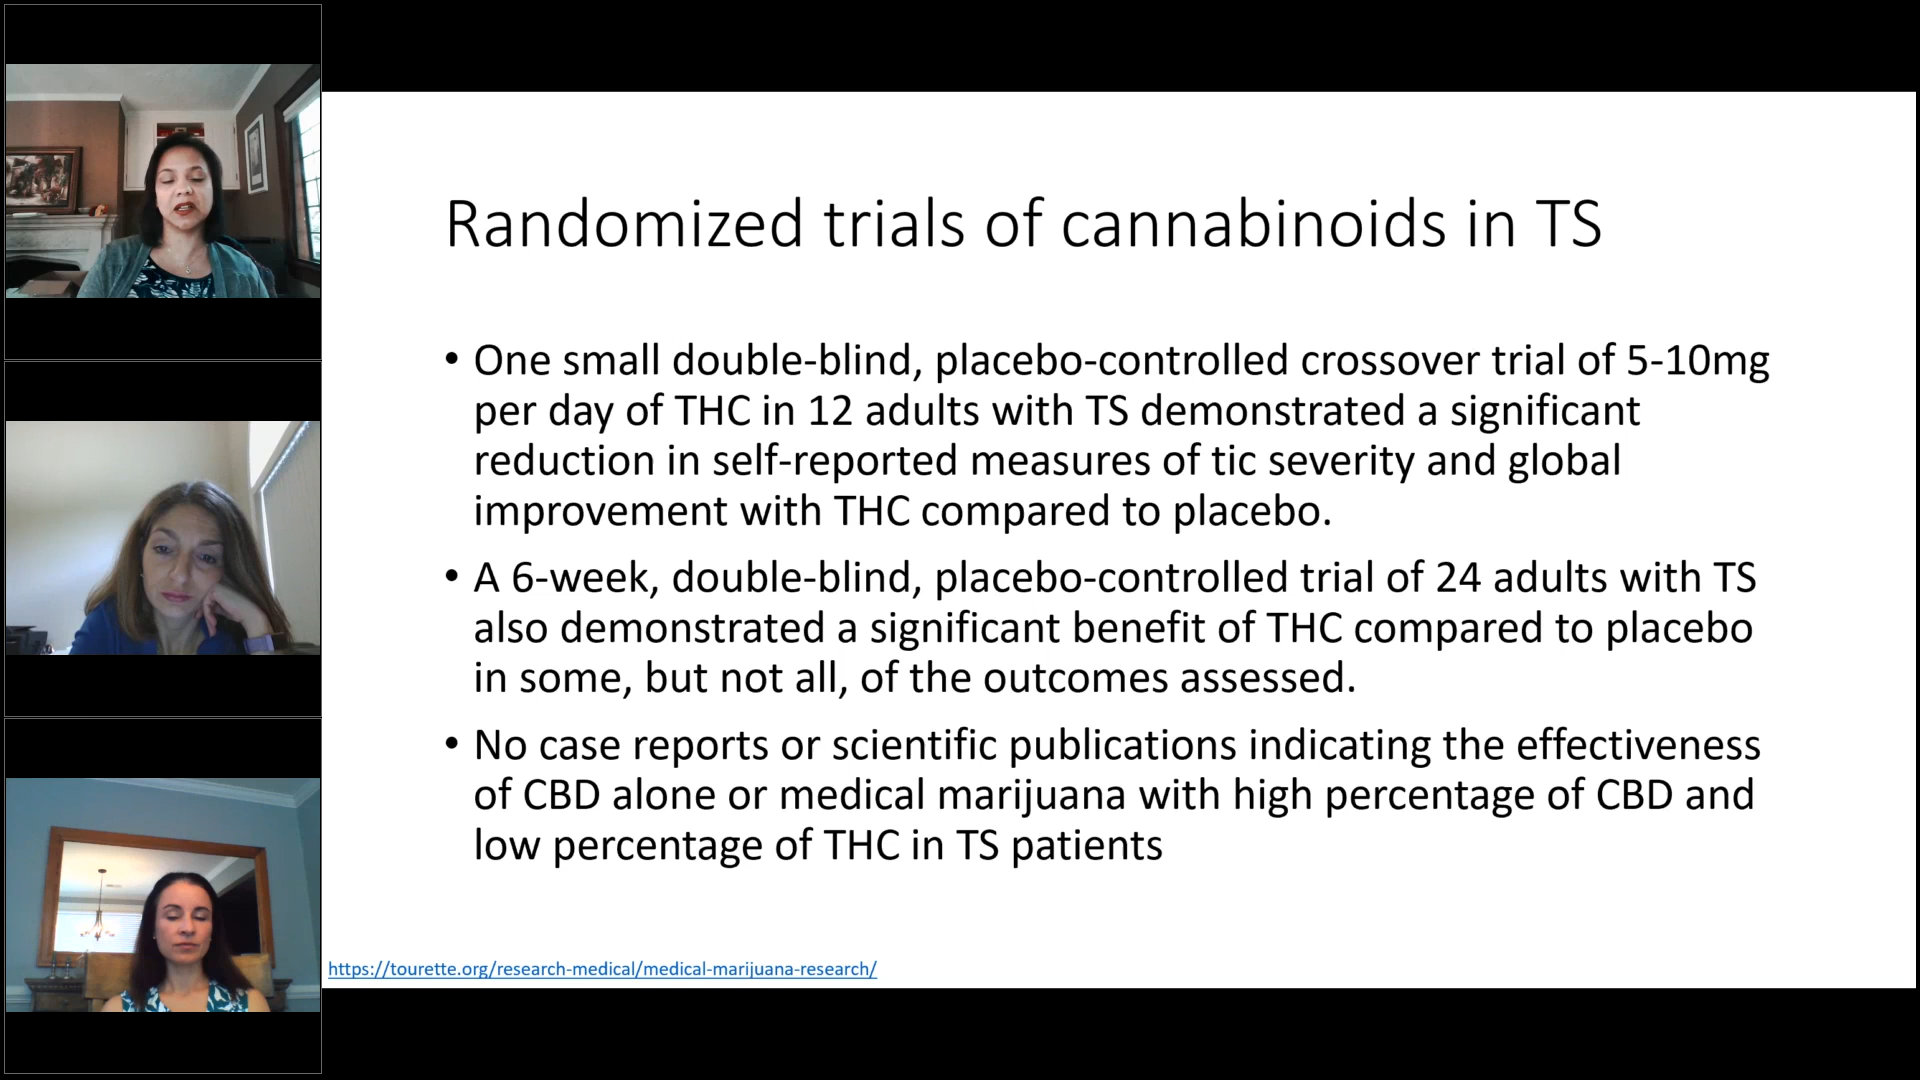 Randomized trials of cannabinoids in TS
• One small double-blind, placebo-controlled crossover trial of 5-10mg
per day of THC in 12 adults with TS demonstrated a significant
reduction in self-reported measures of tic severity and global
improvement with THC compared to placebo.
• A 6-week, double-blind, placebo-controlled trial of 24 adults with TS
also demonstrated a significant benefit of THC compared to placebo
in some, but not all, of the outcomes assessed.
• No case reports or scientific publications indicating the effectiveness
of CBD alone or medical marijuana with high percentage of CBD and
low percentage of THC in TS patients
https://tourette.org/research-medical/medical-marijuana-research/